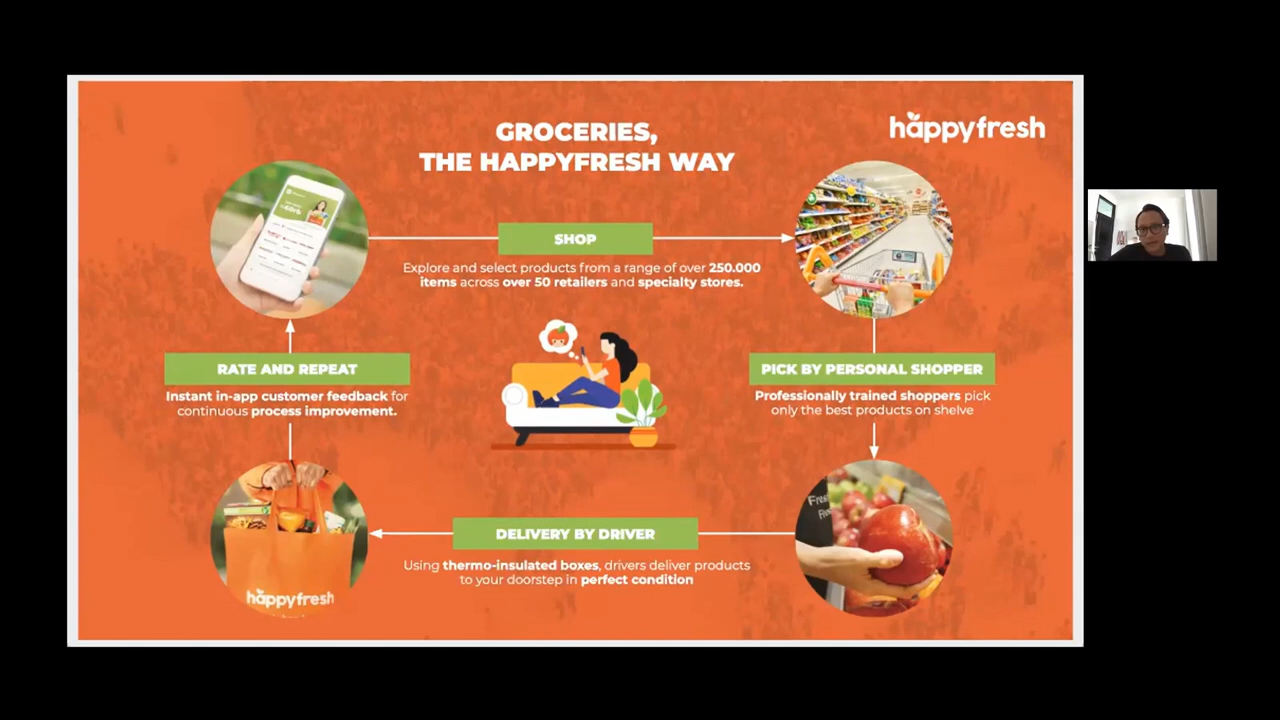 GROCERIES,
THE HAPPYFRESH WAY
happyfresh
SHOP
Explore and select products from a range of over 250.000
items across over 50 retailers and specialty stores.
RATE AND REPEAT
Instant in-app customer feedback for
continuous process improvement.
PICK BY PERSONAL SHOPPER
Professionally trained shoppers pick
only the best products on shelve
DELIVERY BY DRIVER
Using thermo-insulated boxes, drivers deliver products
to your doorstep in perfect condition
happyfresh